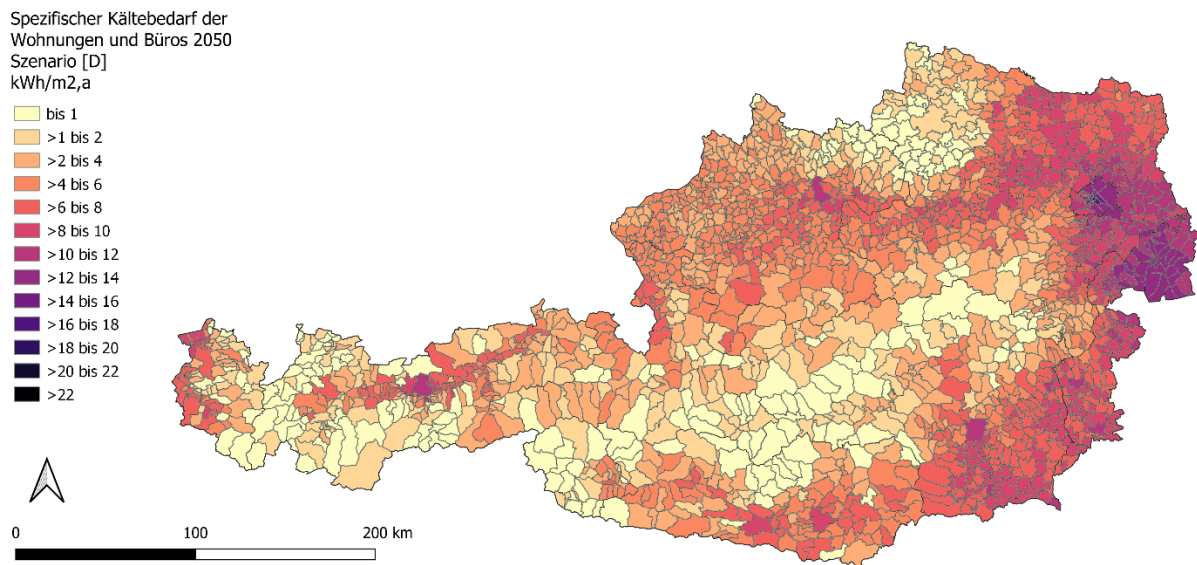 Spezifischer Kältebedarf der
Wohnungen und Büros 2050
Szenario [D]
kWh/m2,a
bis 1
>1 bis 2
>2 bis 4
>4 bis 6
>6 bis 8
>8 bis 10
>10 bis 12
>12 bis 14
>14 bis 16
>16 bis 18
>18 bis 20
>20 bis 22
>22
0 100 200 km